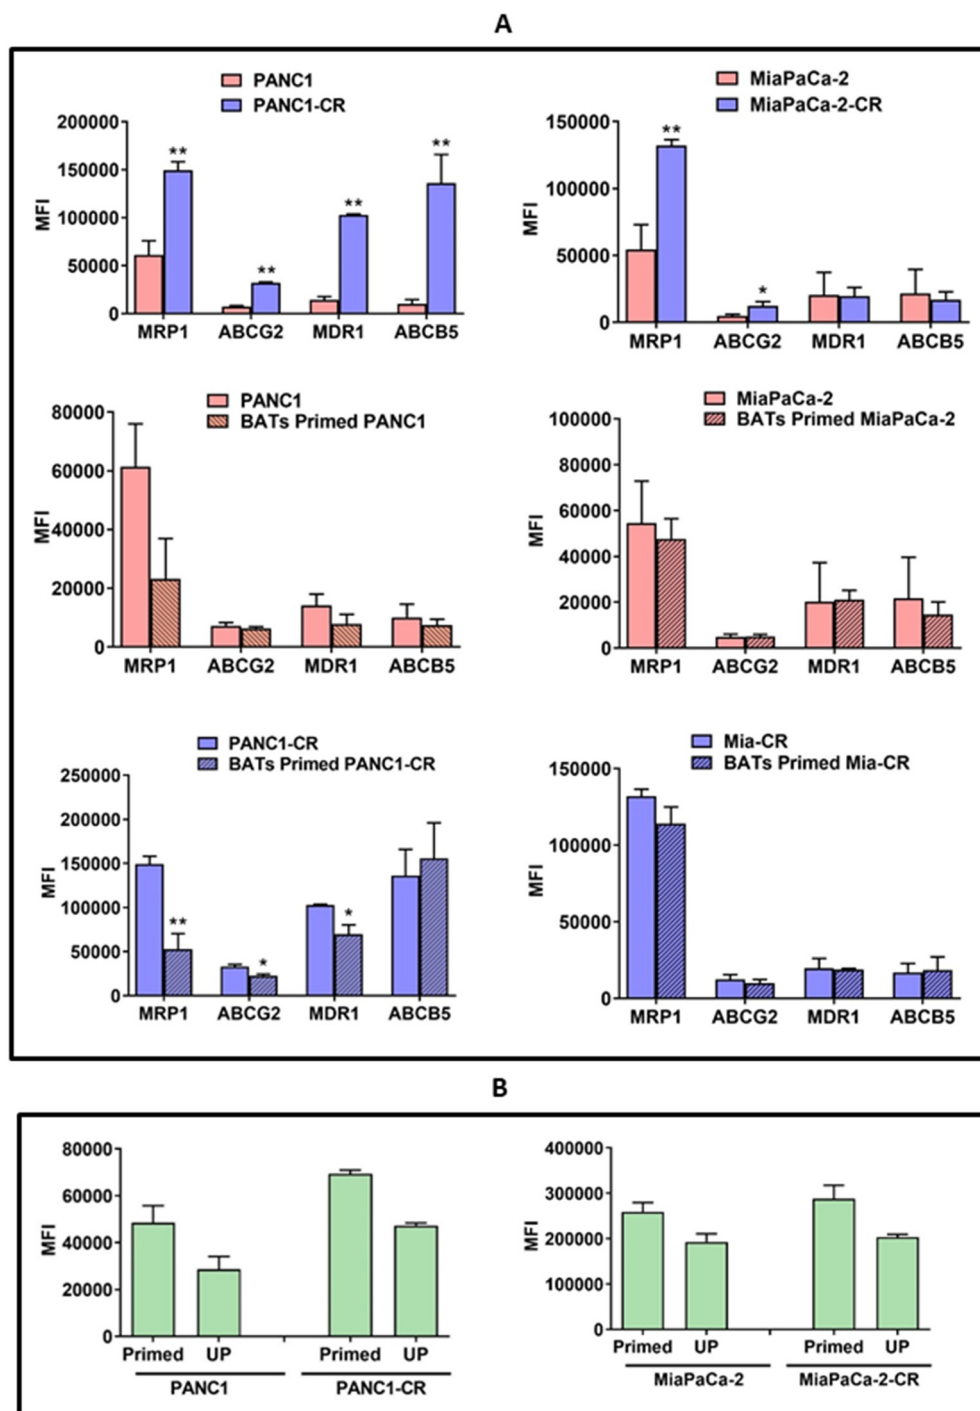 A
PANC1
PANC1-CR
200000
150000
100000
50000
0
MFI
**
**
**
**
MRP1 ABCG2 MDR1 ABCB5
MiaPaCa-2
MiaPaCa-2-CR
150000
100000
50000
0
MFI
**
*
MRP1 ABCG2 MDR1 ABCB5
PANC1
BATs Primed PANC1
80000
60000
40000
20000
0
MFI
MRP1 ABCG2 MDR1 ABCB5
MiaPaCa-2
BATs Primed MiaPaCa-2
100000
80000
60000
40000
20000
0
MFI
MRP1 ABCG2 MDR1 ABCB5
PANC1-CR
BATs Primed PANC1-CR
250000
200000
150000
100000
50000
0
MFI
**
*
*
MRP1 ABCG2 MDR1 ABCB5
Mia-CR
BATs Primed Mia-CR
150000
100000
50000
0
MFI
MRP1 ABCG2 MDR1 ABCB5
B
80000
60000
40000
20000
0
MFI
Primed UP Primed UP
PANC1 PANC1-CR
400000
300000
200000
100000
0
MFI
Primed UP Primed UP
MiaPaCa-2 MiaPaCa-2-CR